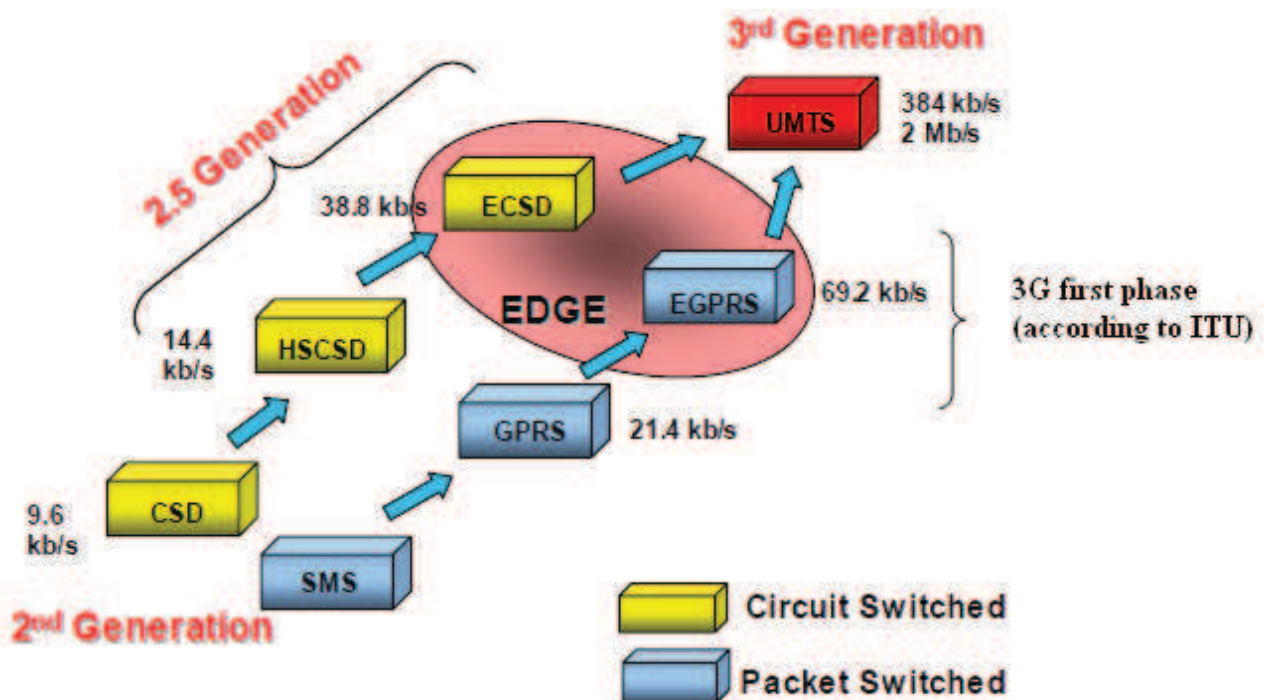 3rd Generation
2.5 Generation
UMTS
384 kb/s
2 Mb/s
38.8 kb/s
ECSD
EGPRS
69.2 kb/s
EDGE
3G first phase
(according to ITU)
14.4
kb/s
HSCSD
GPRS
21.4 kb/s
9.6
kb/s
CSD
SMS
2nd Generation
Circuit Switched
Packet Switched